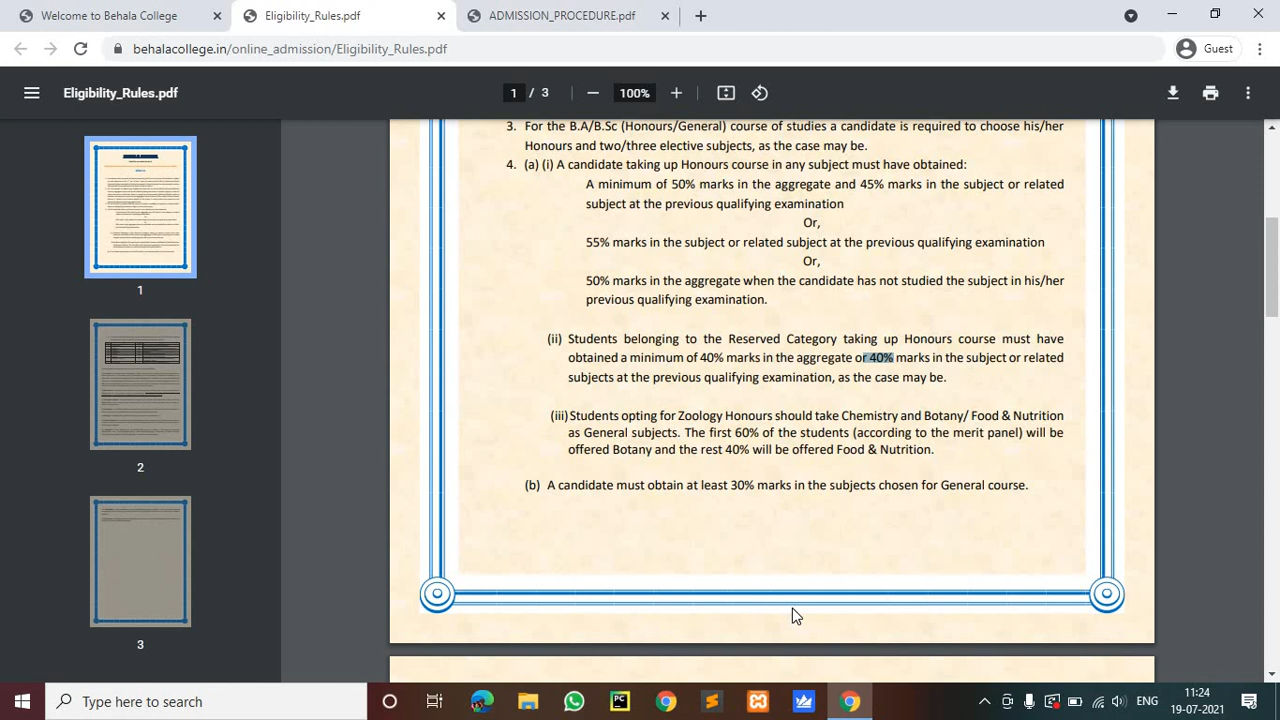 Welcome to Behala College
Eligibility_Rules.pdf
ADMISSION_PROCEDURE.pdf
behalacollege.in/online_admission/Eligibility_Rules.pdf
Guest
Eligibility_Rules.pdf
1 / 3
100%
3. For the B.A/B.Sc (Honours/General) course of studies a candidate is required to choose his/her
Honours and two/three elective subjects, as the case may be.
4. (a) (i) A candidate taking up Honours course in any subject must have obtained:
A minimum of 50% marks in the aggregate and 45% marks in the subject or related
subject at the previous qualifying examination
Or,
55% marks in the subject or related subject at the previous qualifying examination
Or,
50% marks in the aggregate when the candidate has not studied the subject in his/her
previous qualifying examination.
(ii) Students belonging to the Reserved Category taking up Honours course must have
obtained a minimum of 40% marks in the aggregate or 40% marks in the subject or related
subjects at the previous qualifying examination, as the case may be.
(iii) Students opting for Zoology Honours should take Chemistry and Botany/ Food & Nutrition
as General subjects. The first 60% of the students (according to the merit panel) will be
offered Botany and the rest 40% will be offered Food & Nutrition.
(b) A candidate must obtain at least 30% marks in the subjects chosen for General course.
1
2
3
Type here to search
PC
ENG
11:24
19-07-2021